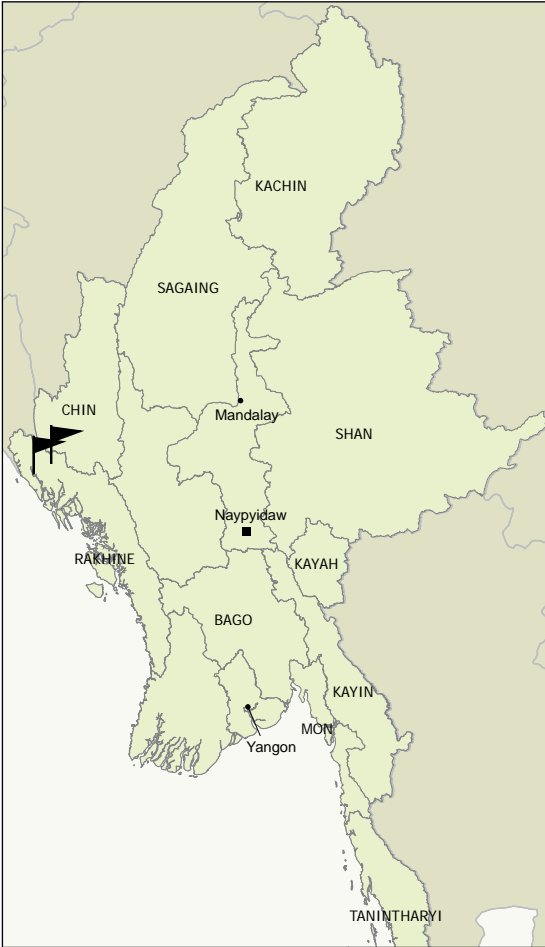 KACHIN
SAGAING
CHIN
Mandalay
SHAN
Naypyidaw
RAKHINE
KAYAH
BAGO
KAYIN
MON
Yangon
TANINTHARYI